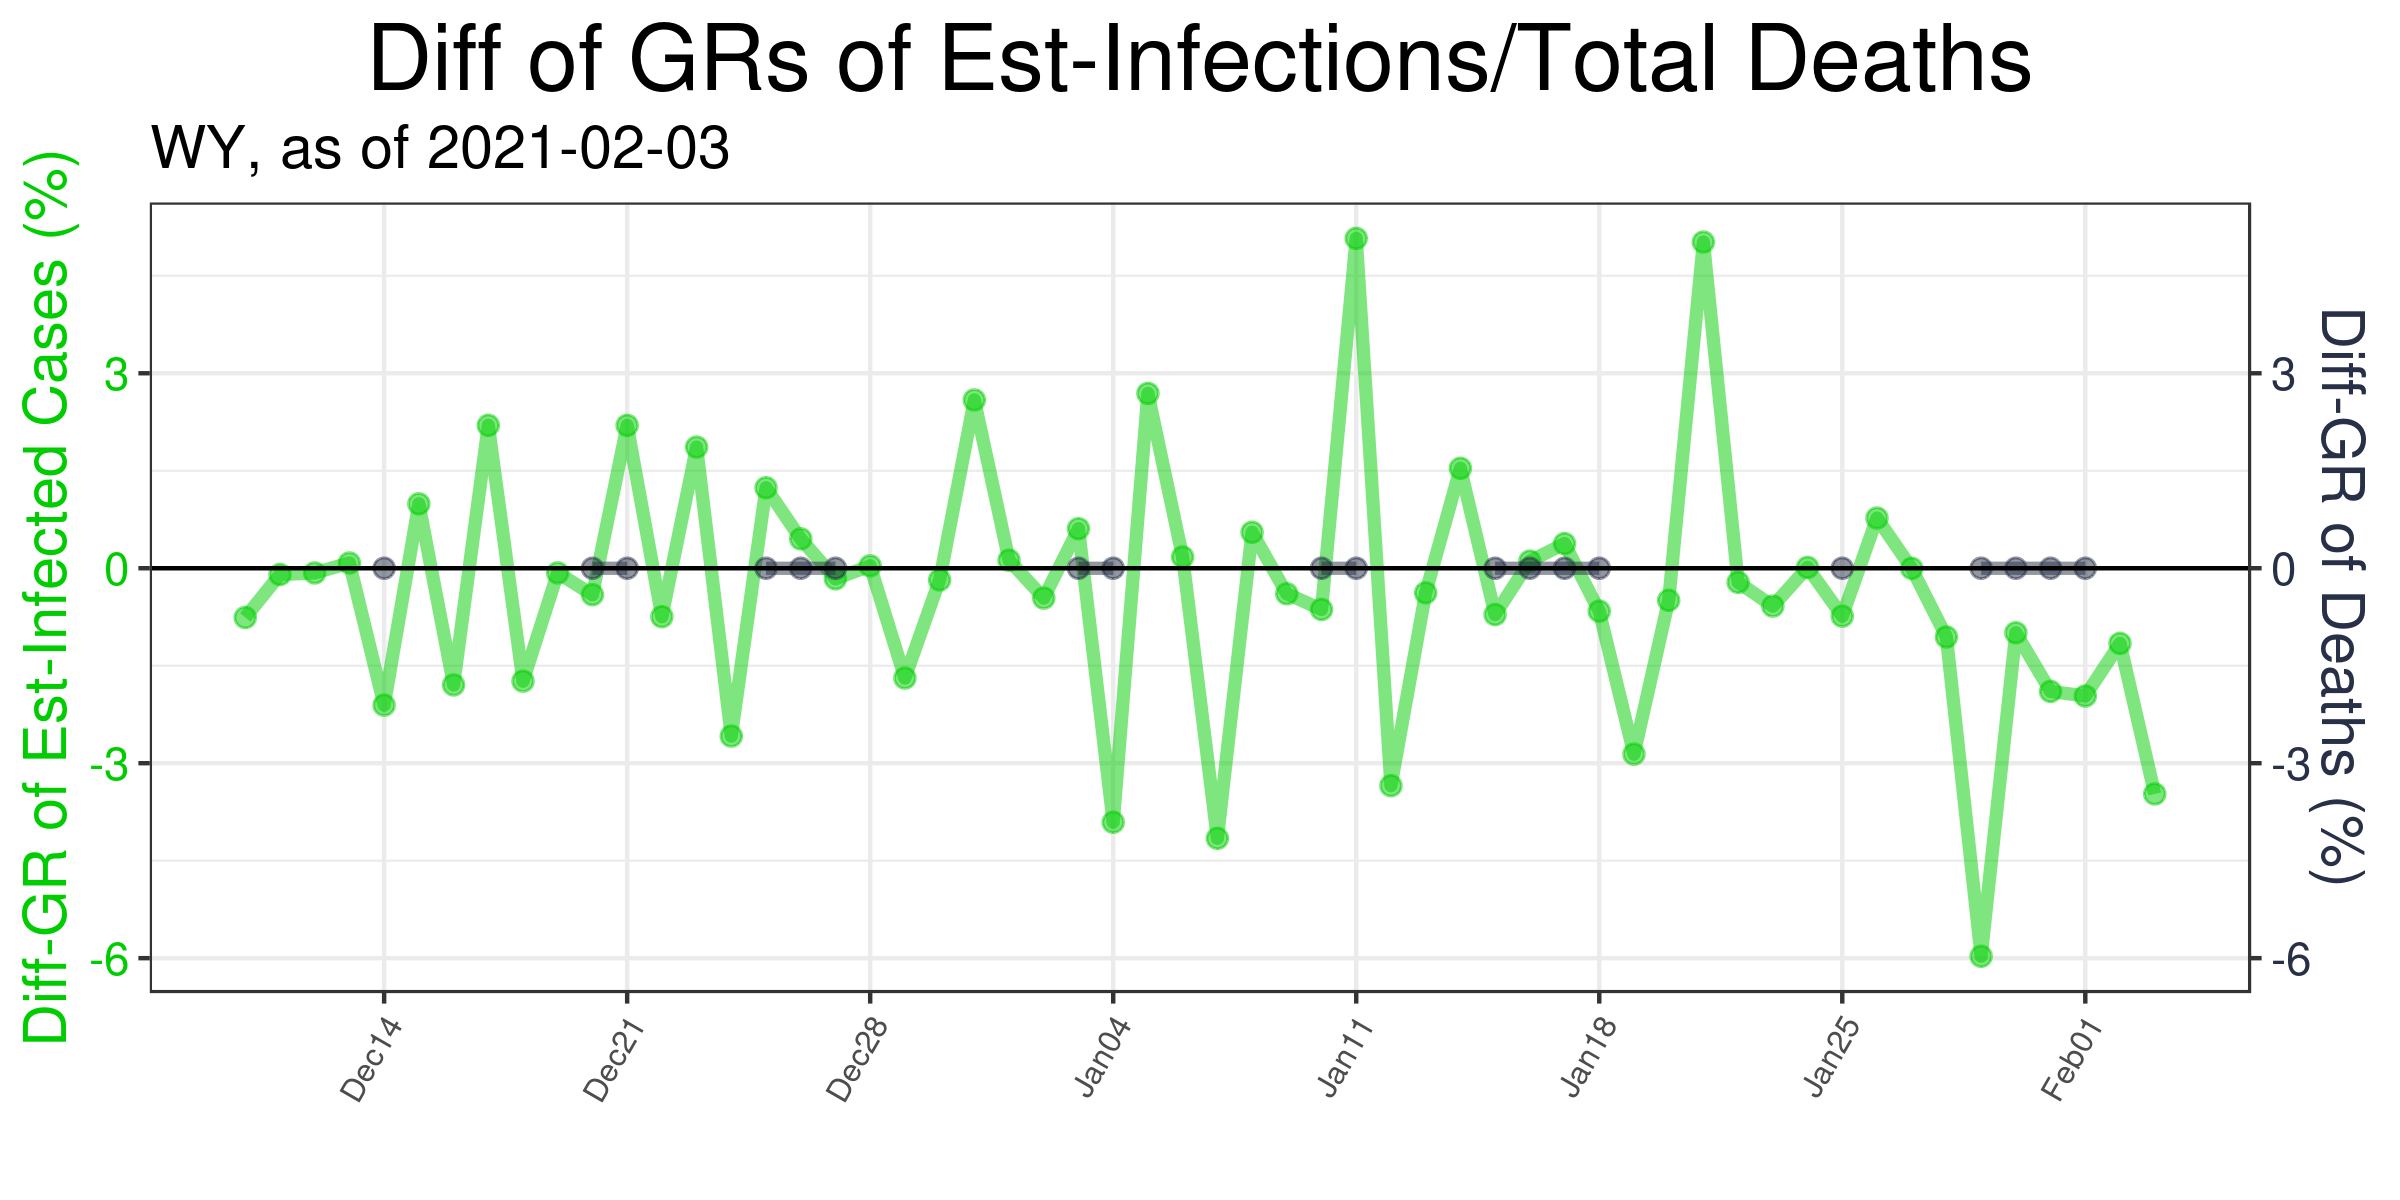 Diff of GRs of Est-Infections/Total Deaths
WY, as of 2021-02-03
Diff-GR of Est-Infected Cases (%)
3
0
-3
-6
3
0
-3
-6
Diff-GR of Deaths (%)
Dec14
Dec21
Dec28
Jan04
Jan11
Jan18
Jan25
Feb01